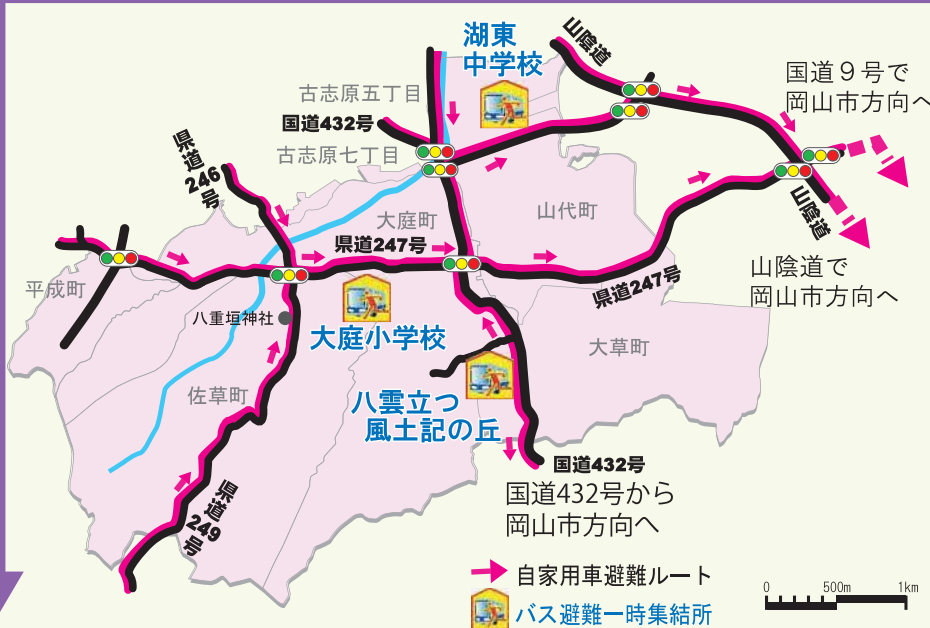 湖東
中学校
山陰道
国道９号で
岡山市方向へ
古志原五丁目
国道432号
古志原七丁目
県道
246
号
大庭町
山代町
県道247号
山陰道
山陰道で
岡山市方向へ
平成町
県道247号
八重垣神社
大庭小学校
大草町
佐草町
八雲立つ
風土記の丘
国道432号
国道432号から
岡山市方向へ
県道
249
号
自家用車避難ルート
バス避難一時集結所
0 500m 1km